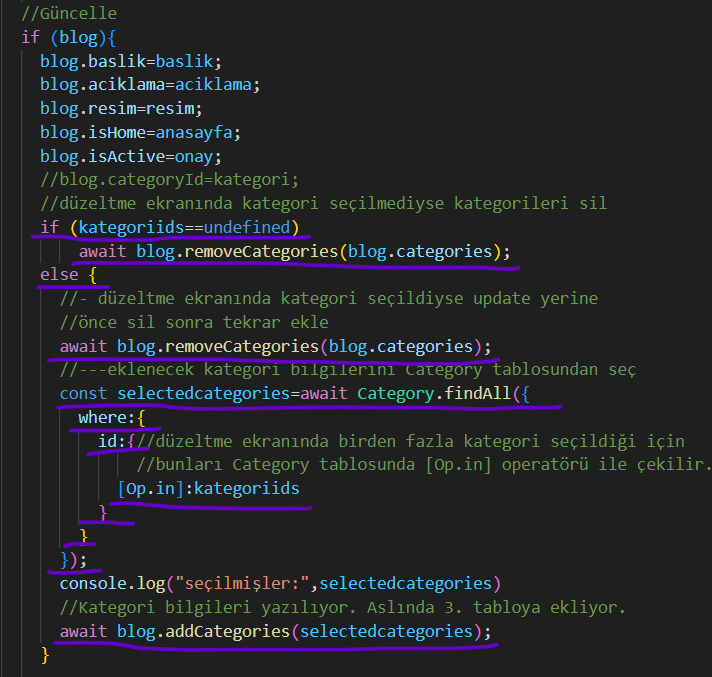 //Güncelle
if (blog){
blog.baslik=baslik;
blog.aciklama=aciklama;
blog.resim=resim;
blog.isHome=anasayfa;
blog.isActive=onay;
//blog.categoryId=kategori;
//düzeltme ekranında kategori seçilmediyse kategorileri sil
if (kategoriids==undefined)
await blog.removeCategories(blog.categories);
else {
//- düzeltme ekranında kategori seçildiyse update yerine
//önce sil sonra tekrar ekle
await blog.removeCategories(blog.categories);
//---eklenecek kategori bilgilerini Category tablosundan seç
const selectedcategories=await Category.findAll({
where:{
id:{//düzeltme ekranında birden fazla kategori seçildiği için
//bunları Category tablosunda [Op.in] operatörü ile çekilir.
[Op.in]:kategoriids
}
}
});
console.log("seçilmişler:",selectedcategories)
//Kategori bilgileri yazılıyor. Aslında 3. tabloya ekliyor.
await blog.addCategories(selectedcategories);
}